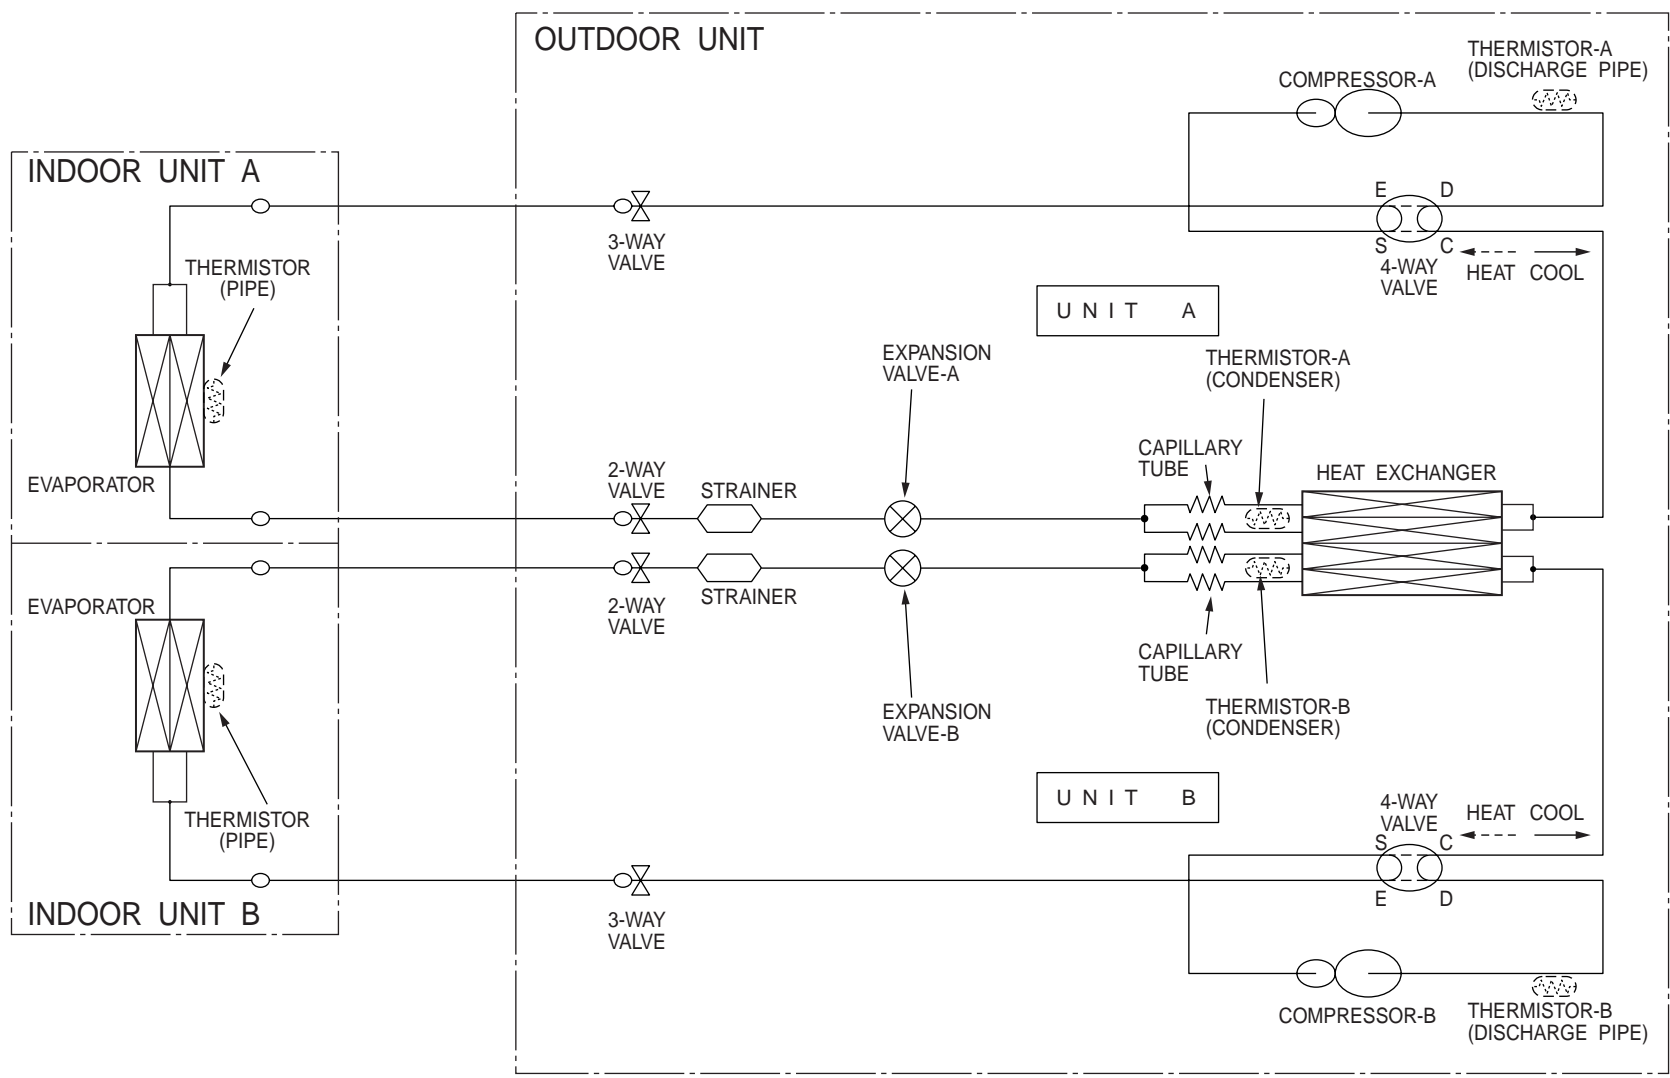 OUTDOOR UNIT
THERMISTOR-A
(DISCHARGE PIPE)
COMPRESSOR-A
INDOOR UNIT A
E D
3-WAY
VALVE
S C
4-WAY
VALVE
HEAT COOL
THERMISTOR
(PIPE)
UNIT A
EXPANSION
VALVE-A
THERMISTOR-A
(CONDENSER)
CAPILLARY
TUBE
HEAT EXCHANGER
2-WAY
VALVE
STRAINER
EVAPORATOR
EVAPORATOR
2-WAY
VALVE
STRAINER
CAPILLARY
TUBE
THERMISTOR-B
(CONDENSER)
EXPANSION
VALVE-B
UNIT B
4-WAY
VALVE
HEAT COOL
THERMISTOR
(PIPE)
S C
E D
INDOOR UNIT B
3-WAY
VALVE
COMPRESSOR-B
THERMISTOR-B
(DISCHARGE PIPE)